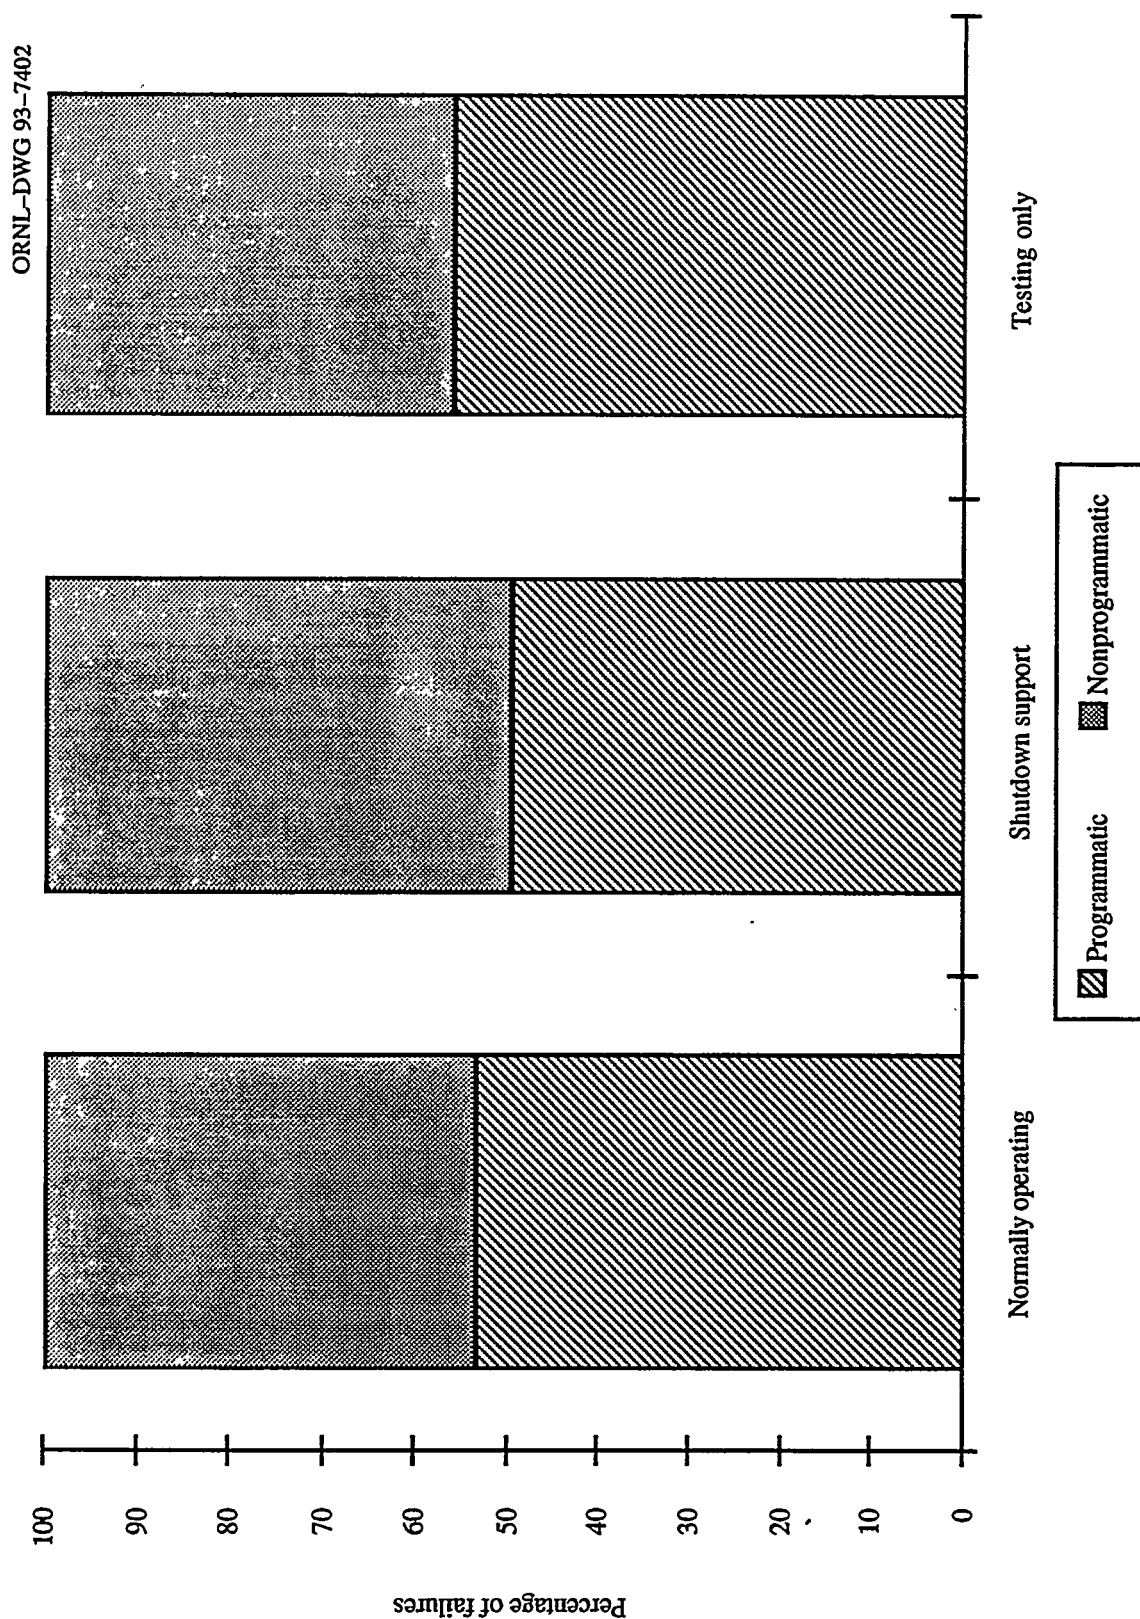 ORNL–DWG 93–7402
Percentage of failures
100
90
80
70
60
50
40
30
20
10
0
Normally operating
Shutdown support
Testing only
Programmatic
Nonprogrammatic